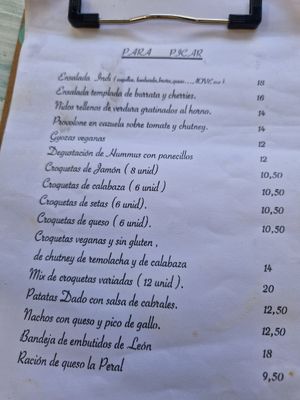 PARA PICAR
Ensalada Indi (cogollos, 18
Ensalada templada de burrata y cherries. 16
Nidos rellenos de verdura gratinados al horno. 14
Provolone en cazuela sobre tomate y chutney. 14
Gyozas veganas 12
Degustación de Hummus con panecillos 12
Croquetas de Jamón ( 8 unid) 10,50
Croquetas de calabaza ( 6 unid ) 10,50
Croquetas de setas (6 unid). 10,50
Croquetas de queso ( 6 unid). 10,50
Croquetas veganas y sin gluten ,
de chutney de remolacha y de calabaza 14
Mix de croquetas variadas ( 12 unid ). 20
Patatas Dado con salsa de cabrales. 12,50
Nachos con queso y pico de gallo. 12,50
Bandeja de embutidos de León 18
Ración de queso la Peral 9,50